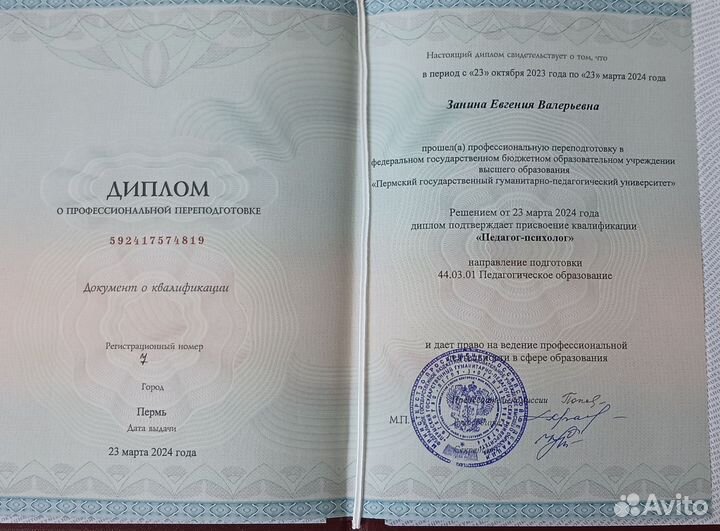 ДИПЛОМ
О ПРОФЕССИОНАЛЬНОЙ ПЕРЕПОДГОТОВКЕ
592417574819
Документ о квалификации
Регистрационный номер
7
Город
Пермь
Дата выдачи
23 марта 2024 года
Настоящий диплом свидетельствует о том, что
в период с «23» октября 2023 года по «23» марта 2024 года
Занина Евгения Валерьевна
прошел(а) профессиональную переподготовку в
федеральном государственном бюджетном образовательном учреждении
высшего образования
«Пермский государственный гуманитарно-педагогический университет»
Решением от 23 марта 2024 года
диплом подтверждает присвоение квалификации
«Педагог-психолог»
направление подготовки
44.03.01 Педагогическое образование
и дает право на ведение профессиональной
деятельности в сфере образования
Председатель комиссии
М.П.
Avito